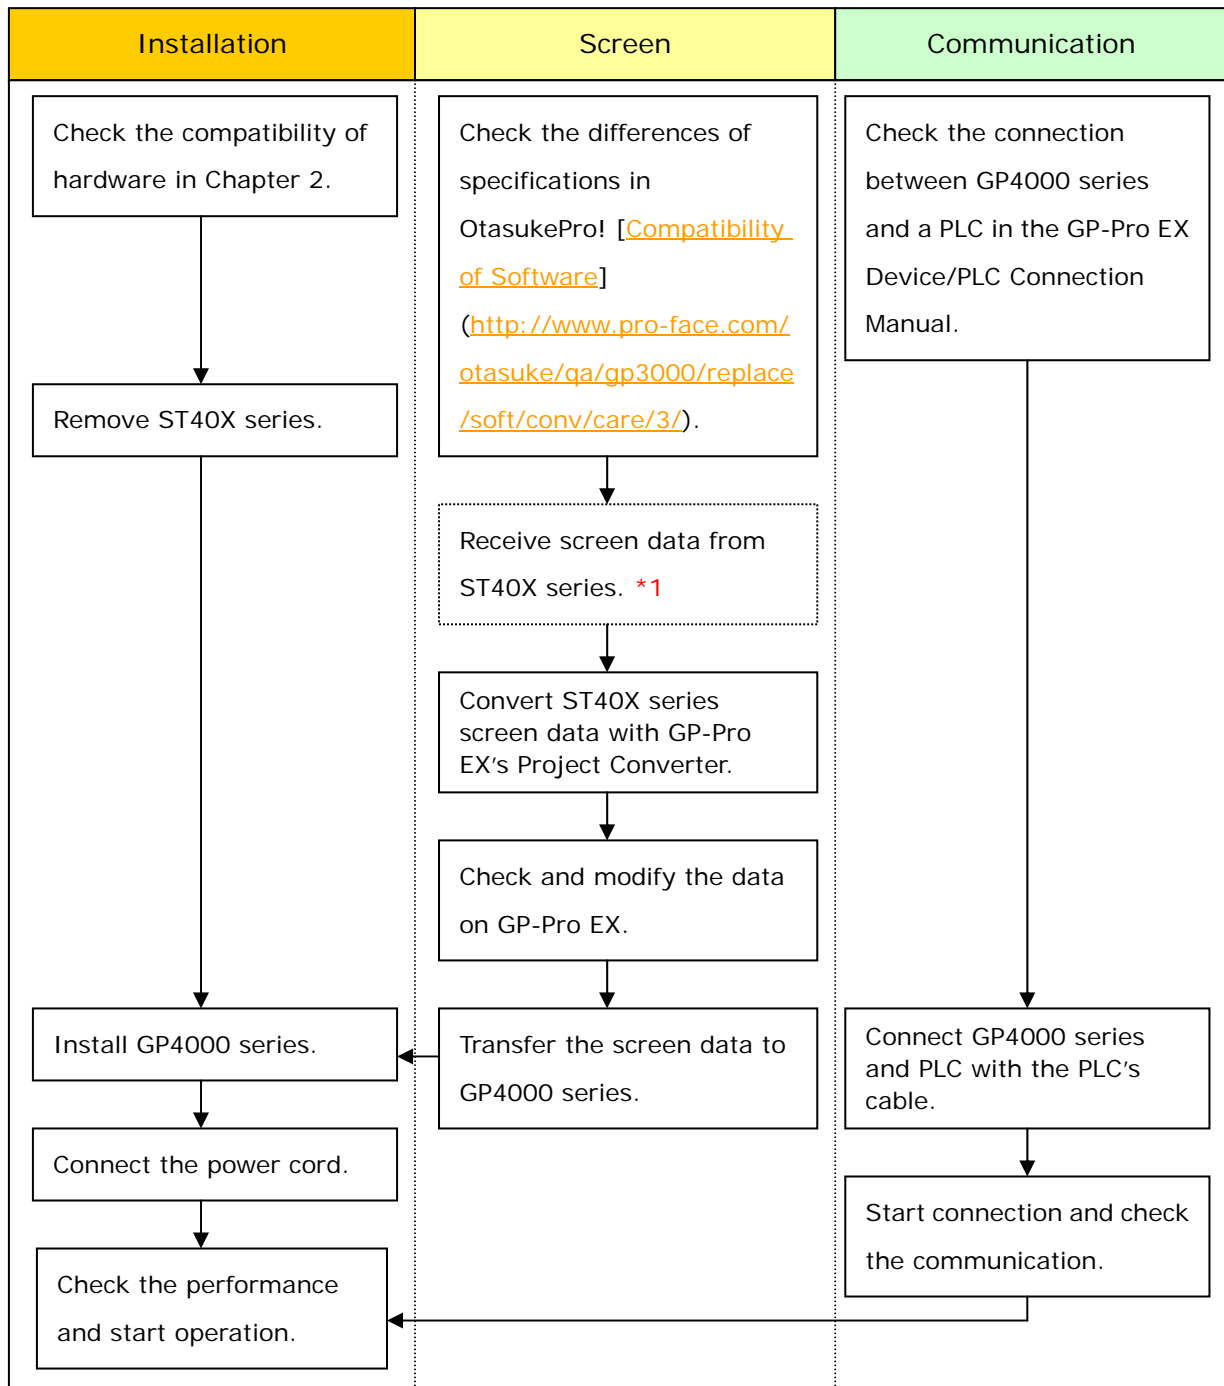 Installation
Screen
Communication
Check the compatibility of
hardware in Chapter 2.
Remove ST40X series.
Install GP4000 series.
Connect the power cord.
Check the performance
and start operation.
Check the differences of
specifications in
OtasukePro! [Compatibility
of Software]
(http://www.pro-face.com/
otasuke/qa/gp3000/replace
/soft/conv/care/3/).
Receive screen data from
ST40X series. *1
Convert ST40X series
screen data with GP-Pro
EX's Project Converter.
Check and modify the data
on GP-Pro EX.
Transfer the screen data to
GP4000 series.
Check the connection
between GP4000 series
and a PLC in the GP-Pro EX
Device/PLC Connection
Manual.
Connect GP4000 series
and PLC with the PLC's
cable.
Start connection and check
the communication.